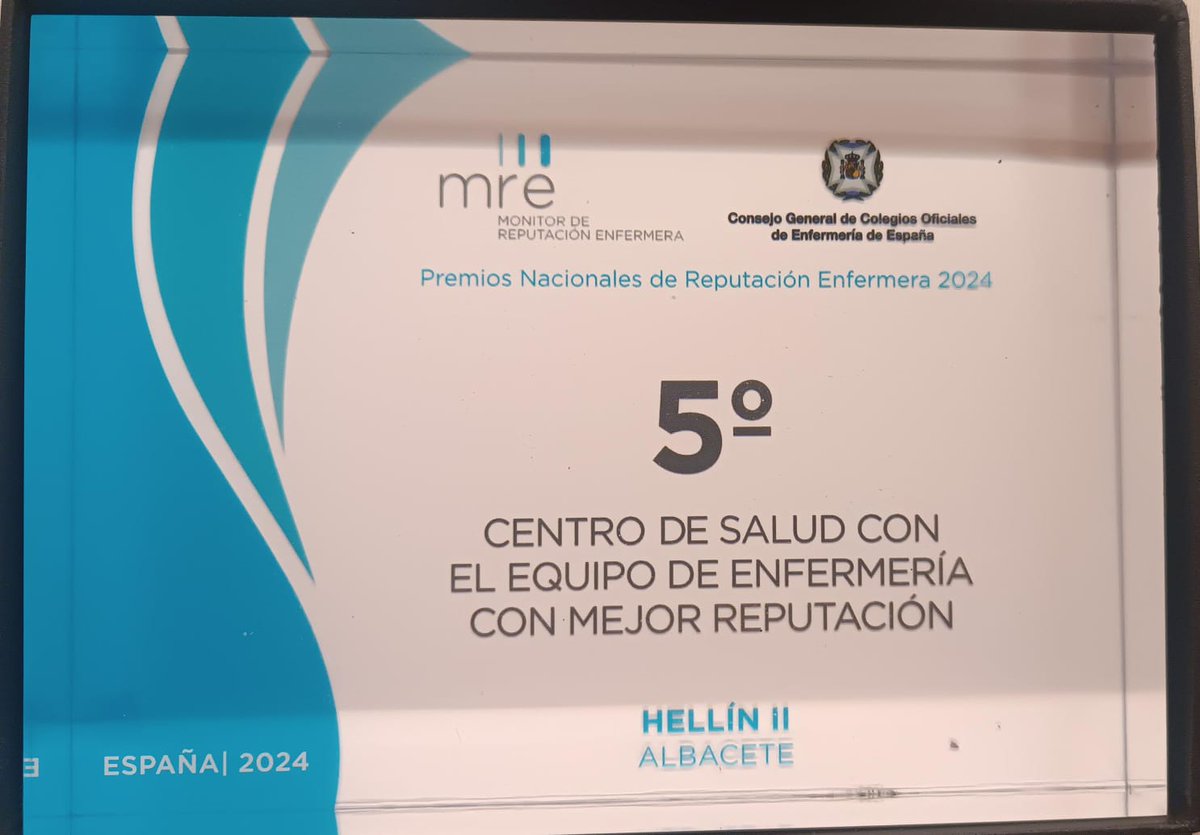 mre
MONITOR DE
REPUTACIÓN ENFERMERA
Consejo General de Colegios Oficiales
de Enfermería de España
Premios Nacionales de Reputación Enfermera 2024
5º
CENTRO DE SALUD CON
EL EQUIPO DE ENFERMERÍA
CON MEJOR REPUTACIÓN
HELLÍN II
ALBACETE
ESPAÑA| 2024